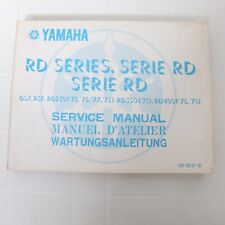 YAMAHA
RD SERIES. SERIE RD
SERIE RD
SERVICE MANUAL
MANUEL D'ATELIER
WARTUNGSANLEITUNG